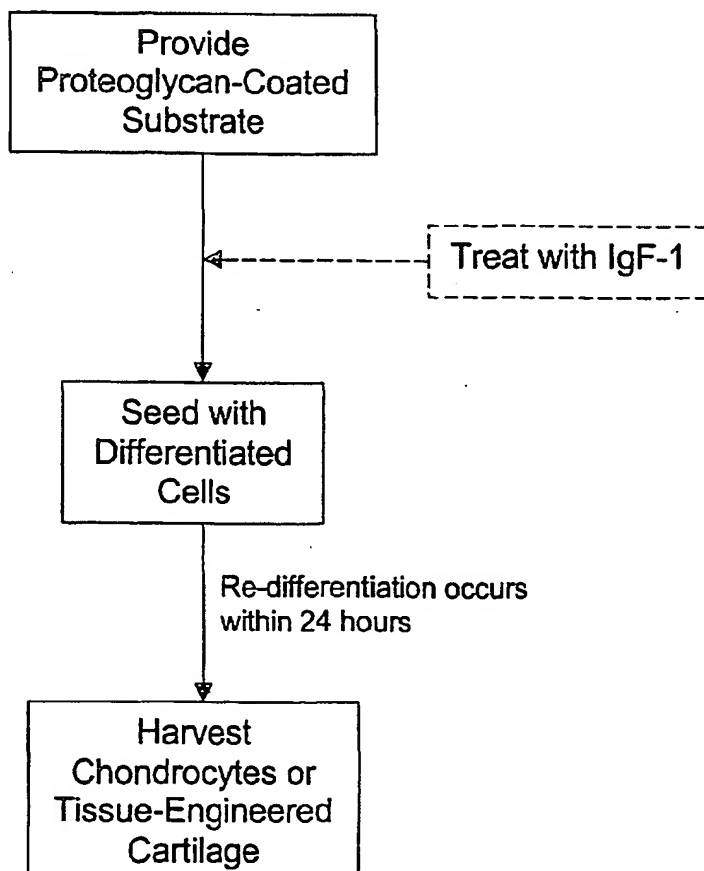 Provide
Proteoglycan-Coated
Substrate
Treat with IgF-1
Seed with
Differentiated
Cells
Re-differentiation occurs
within 24 hours
Harvest
Chondrocytes or
Tissue-Engineered
Cartilage